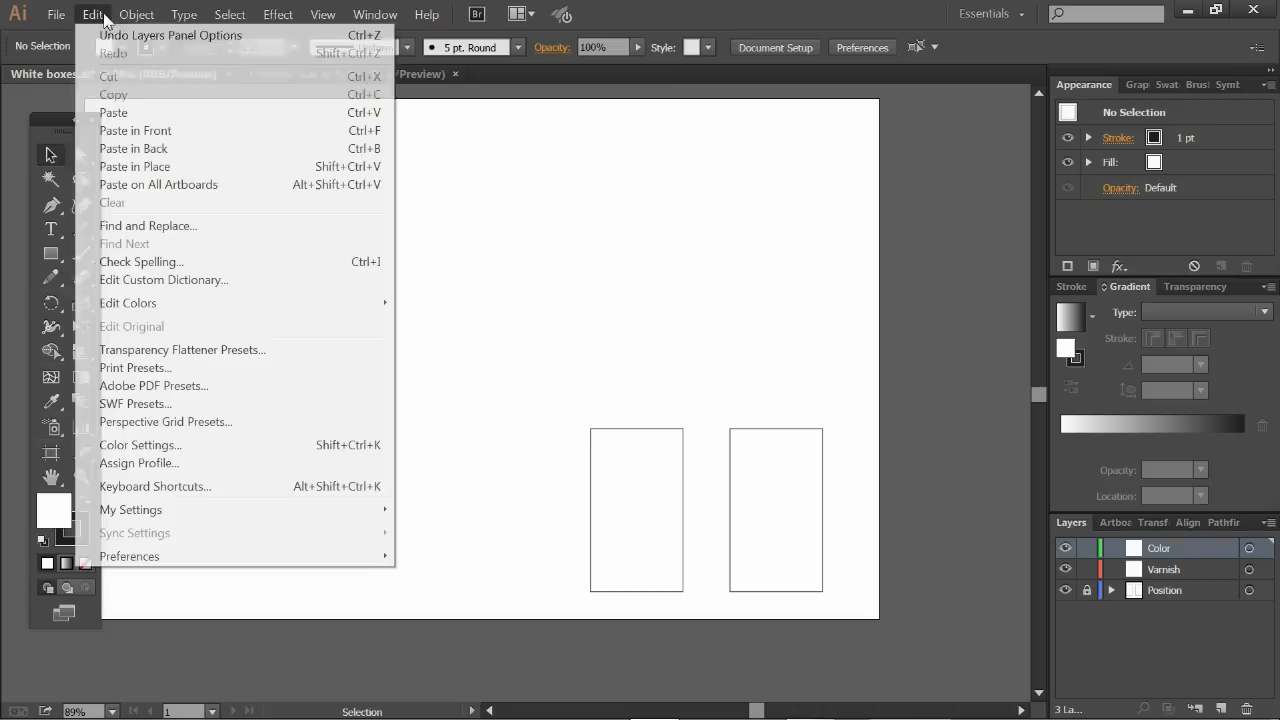 Ai File Edit Object Type Select Effect View Window Help Br Essentials
No Selection 5 pt. Round Opacity: 100% Style: Document Setup Preferences
White boxes. /Preview) ×
Undo Layers Panel Options Ctrl+Z
Redo Shift+Ctrl+Z
Cut Ctrl+X
Copy Ctrl+C
Paste Ctrl+V
Paste in Front Ctrl+F
Paste in Back Ctrl+B
Paste in Place Shift+Ctrl+V
Paste on All Artboards Alt+Shift+Ctrl+V
Clear
Find and Replace...
Find Next
Check Spelling... Ctrl+I
Edit Custom Dictionary...
Edit Colors
Edit Original
Transparency Flattener Presets...
Print Presets...
Adobe PDF Presets...
SWF Presets...
Perspective Grid Presets...
Color Settings... Shift+Ctrl+K
Assign Profile...
Keyboard Shortcuts... Alt+Shift+Ctrl+K
My Settings
Sync Settings
Preferences
Appearance Grap Swat Brus Symt
No Selection
Stroke: 1 pt
Fill:
Opacity: Default
fx
Stroke Gradient Transparency
Type:
Stroke:
Opacity:
Location:
Layers Artboa Transf Align Pathfir
Color
Varnish
Position
89% 1 Selection 3 La...